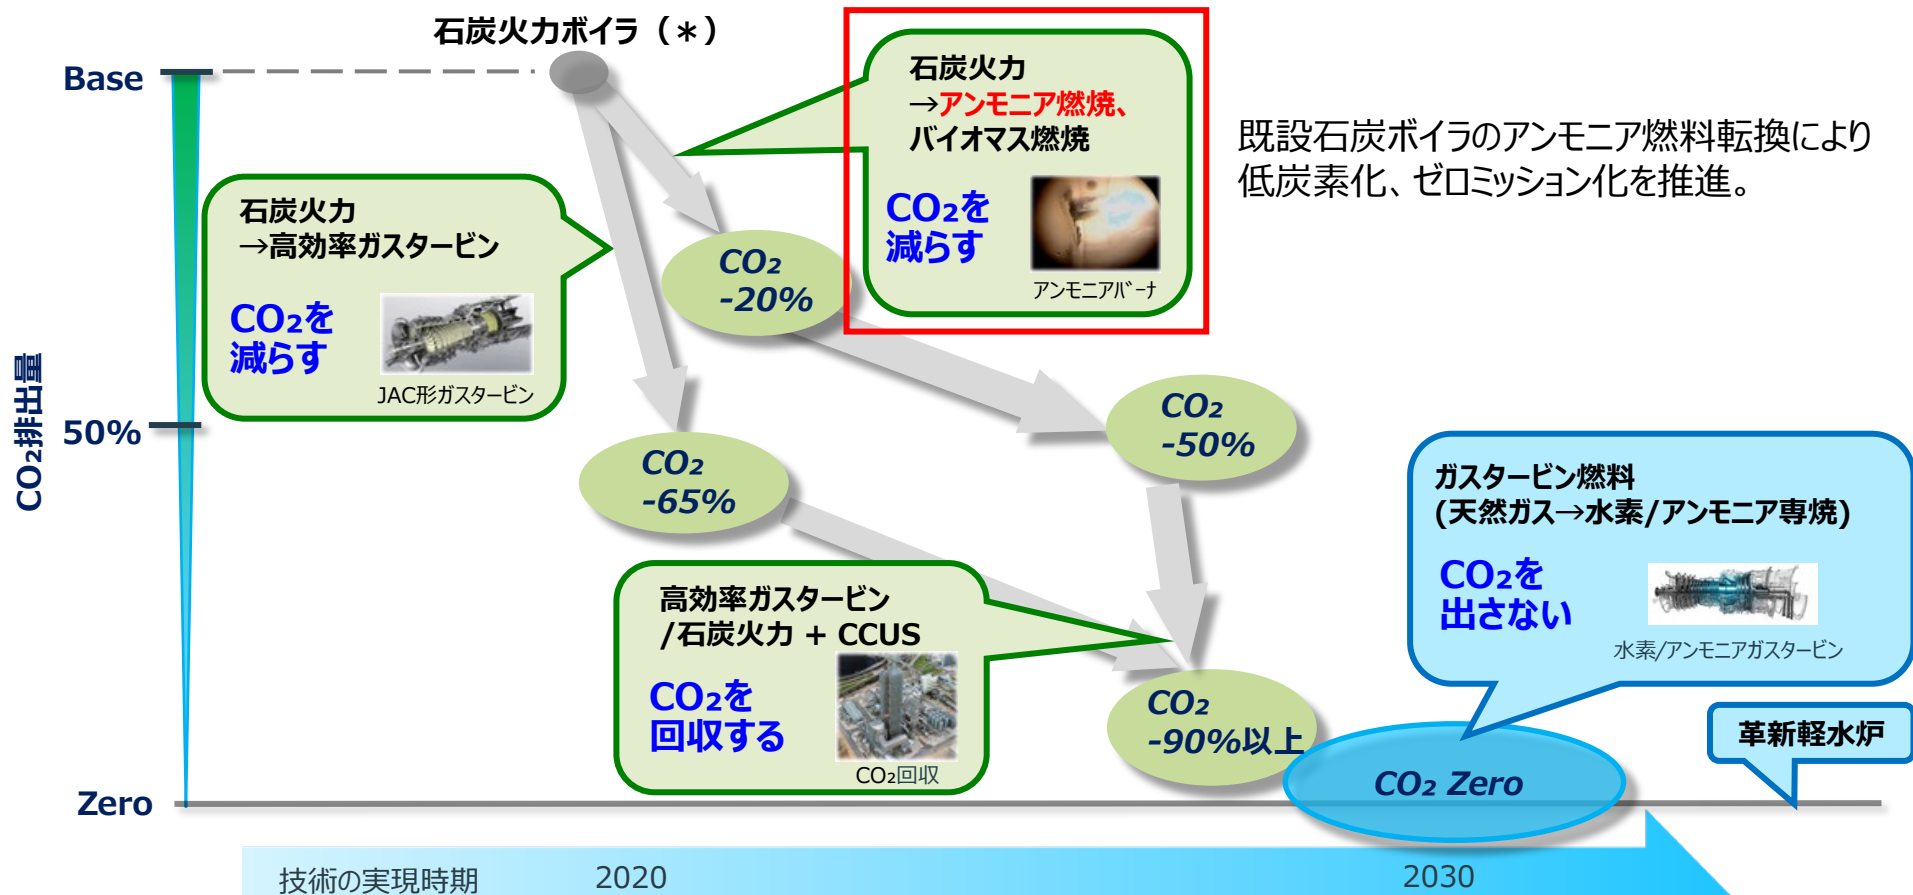 石炭火力ボイラ（＊）
Base
石炭火力
→アンモニア燃焼、
バイオマス燃焼
CO₂を
減らす
アンモニアバーナ
既設石炭ボイラのアンモニア燃料転換により
低炭素化、ゼロミッション化を推進。
石炭火力
→高効率ガスタービン
CO₂を
減らす
JAC形ガスタービン
CO₂
-20%
CO₂排出量
50%
CO₂
-50%
CO₂
-65%
ガスタービン燃料
(天然ガス→水素/アンモニア専焼)
CO₂を
出さない
水素/アンモニアガスタービン
高効率ガスタービン
/石炭火力 + CCUS
CO₂を
回収する
CO₂回収
CO₂
-90%以上
革新軽水炉
CO₂ Zero
Zero
技術の実現時期
2020
2030